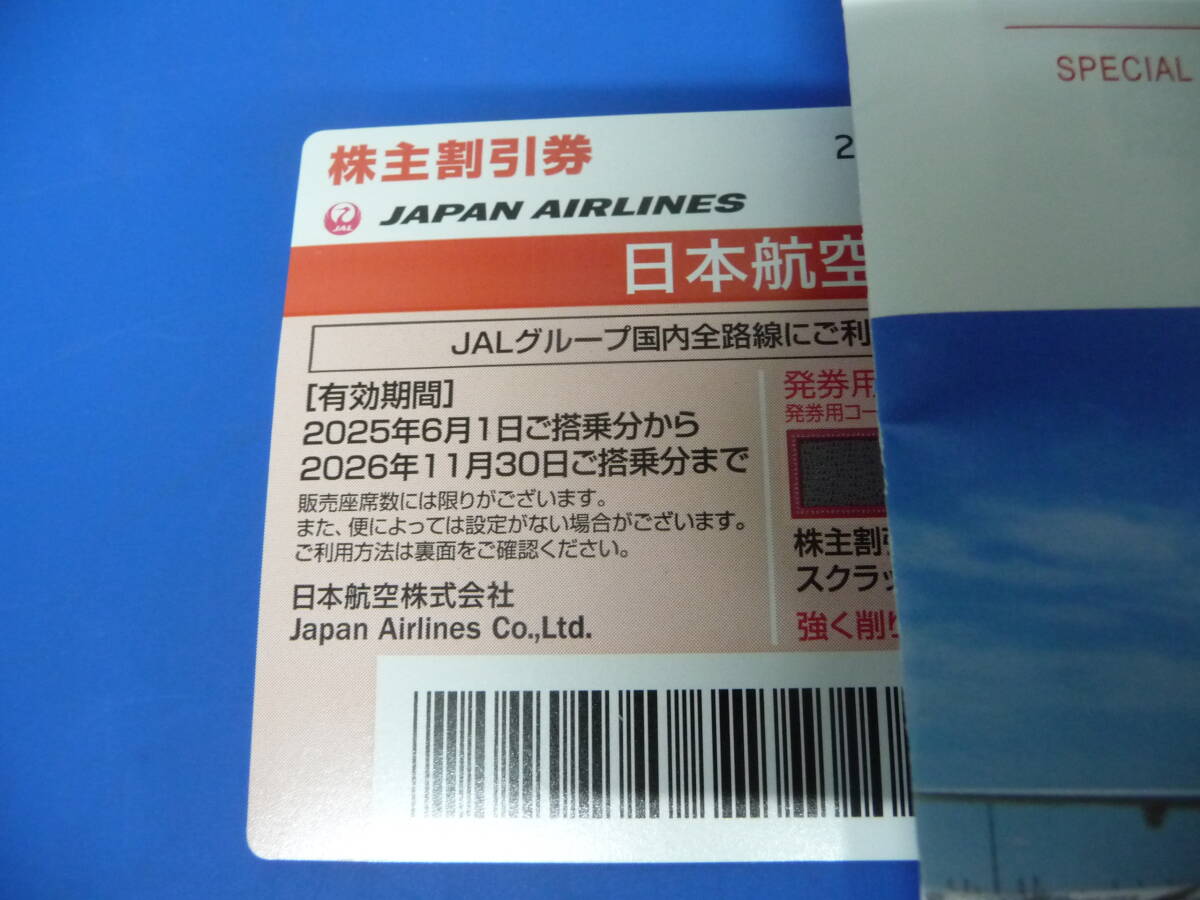 株主割引券
2
JAL
JAPAN AIRLINES
日本航空
JALグループ国内全路線にご利
[有効期間]
2025年6月1日ご搭乗分から
2026年11月30日ご搭乗分まで
販売座席数には限りがございます。
また、便によっては設定がない場合がございます。
ご利用方法は裏面をご確認ください。
日本航空株式会社
Japan Airlines Co.,Ltd.
発券用
発券用コー
株主割
スクラッ
強く削り
SPECIAL